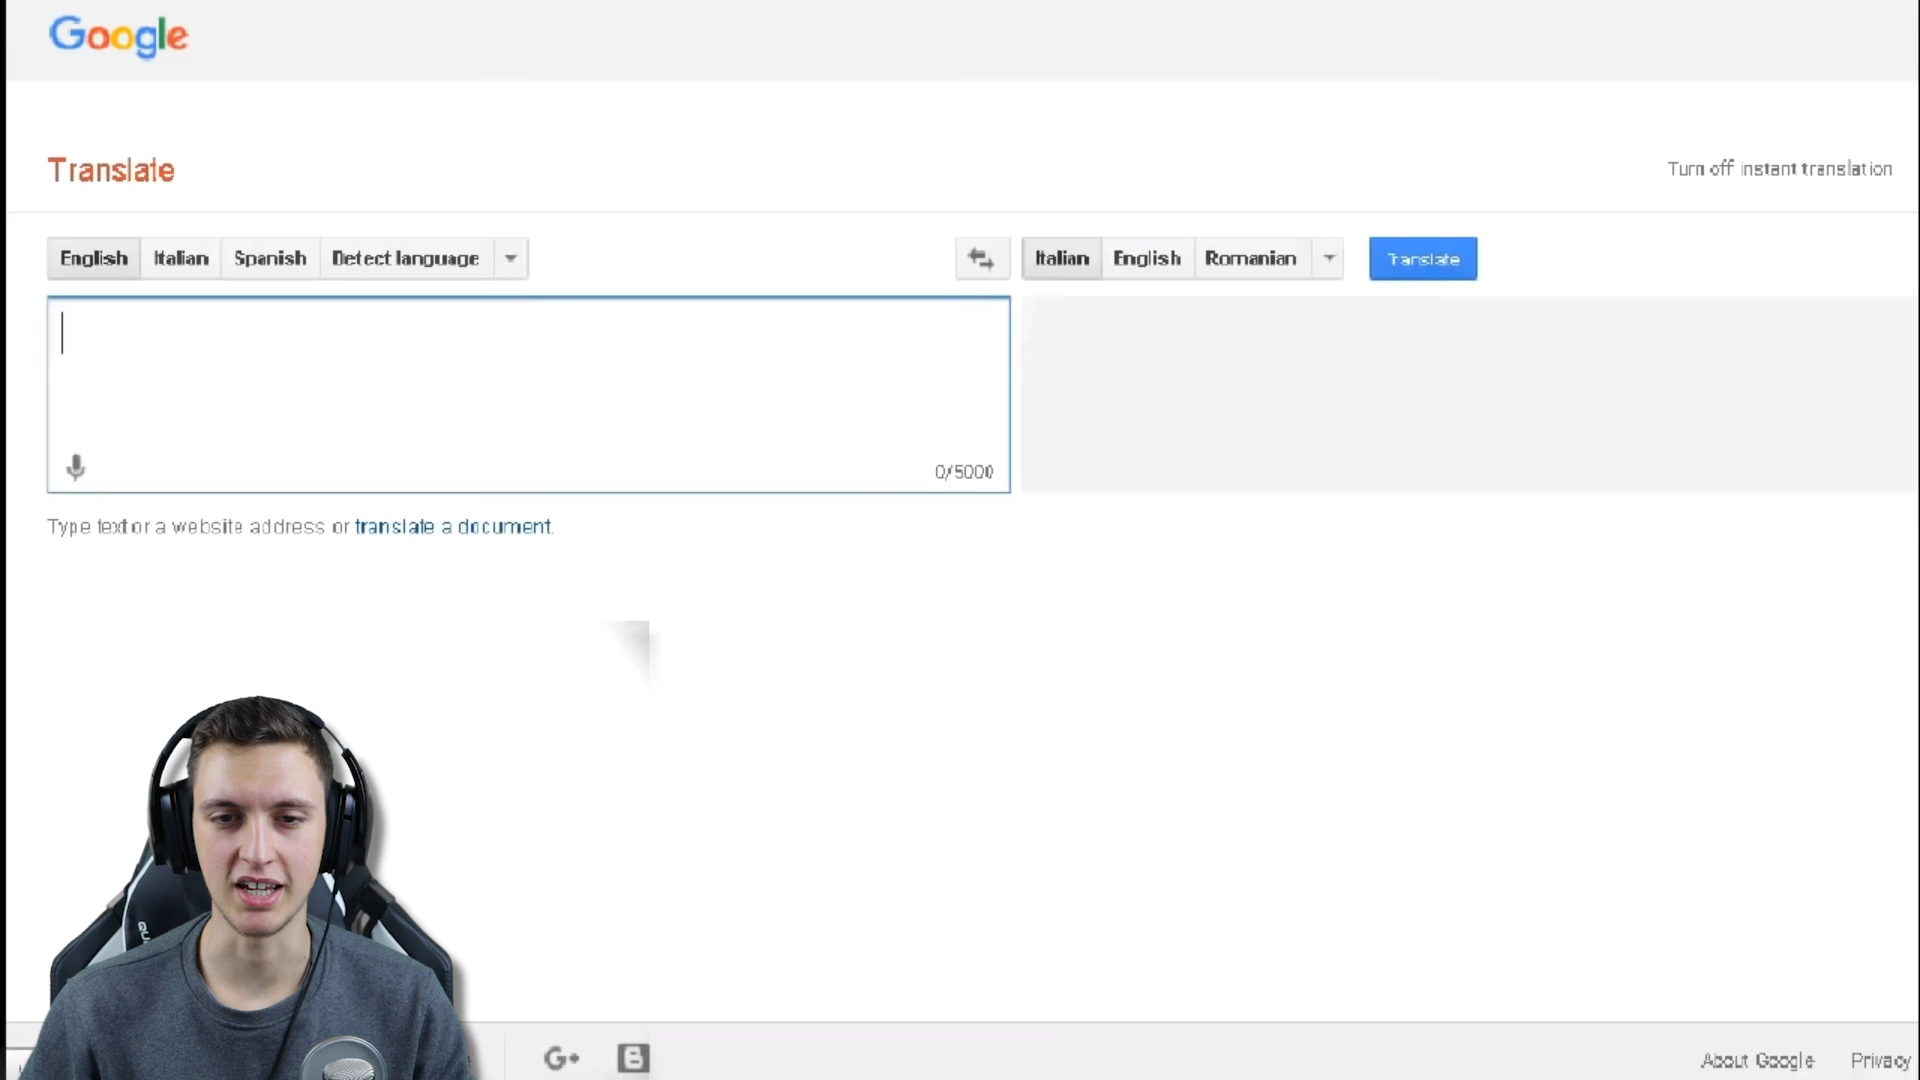 Google
Translate
Turn off instant translation
English Italian Spanish Detect language
Italian English Romanian Translate
0/5000
Type text or a website address or translate a document.
G+ B
About Google Privacy